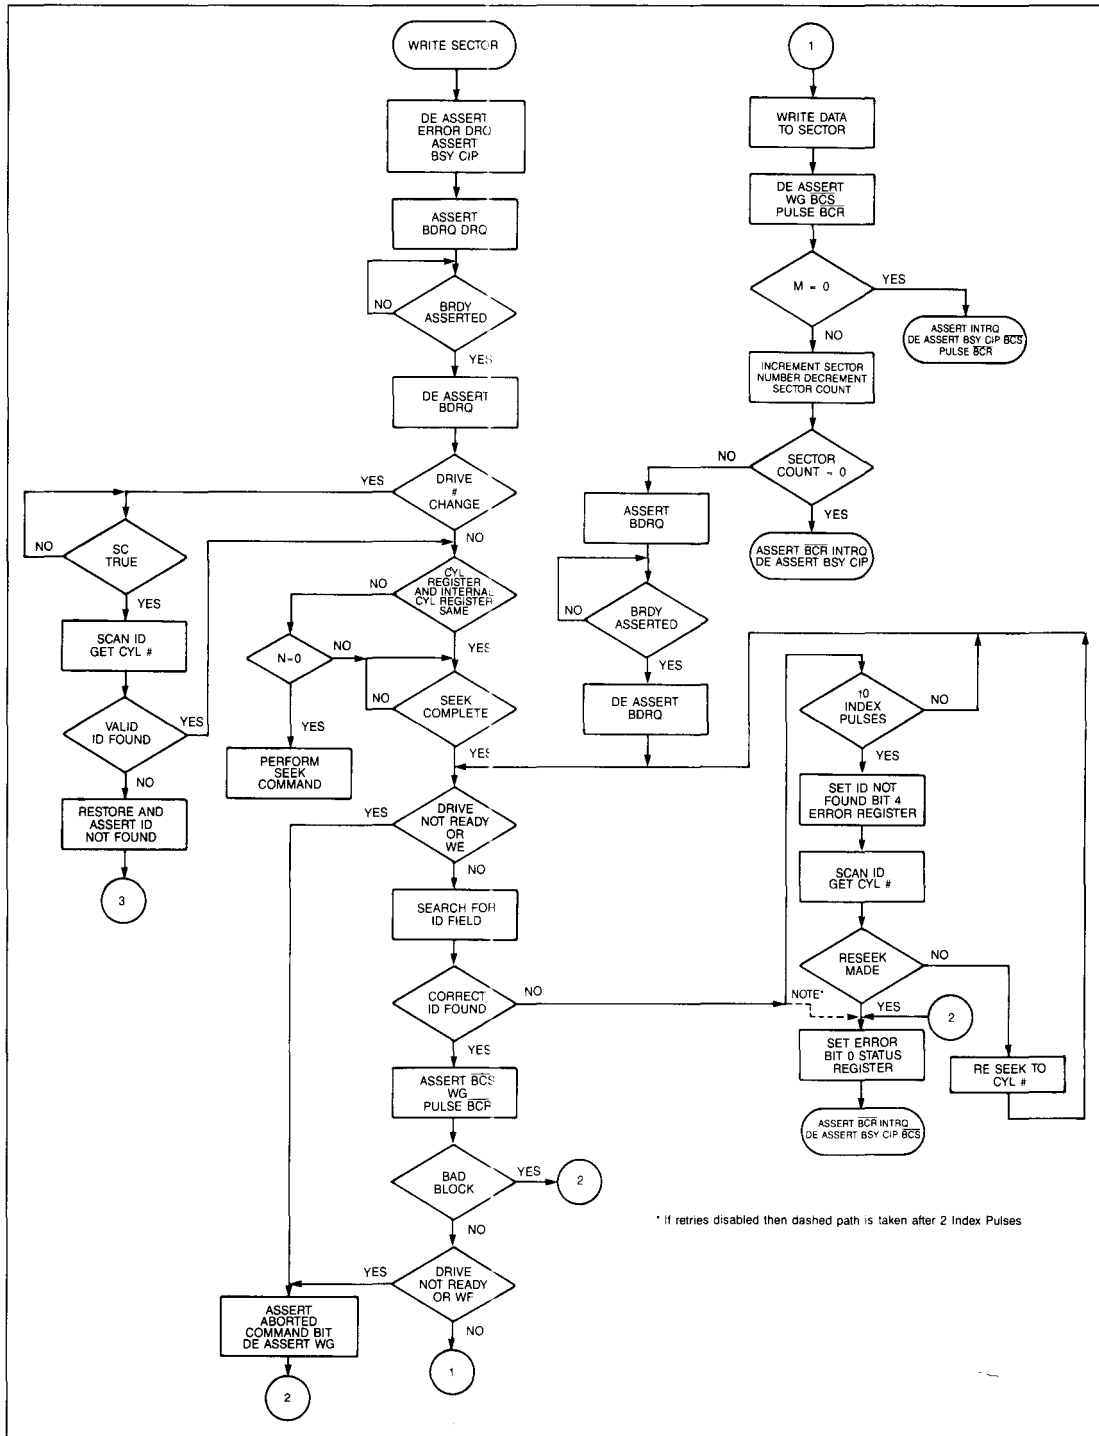 WRITE SECTOR
DE ASSERT
ERROR DRQ
ASSERT
BSY CIP
ASSERT
BDRQ DRQ
BRDY
ASSERTED
NO
YES
DE ASSERT
BDRQ
DRIVE
#
CHANGE
YES
NO
SC
TRUE
NO
YES
SCAN ID
GET CYL #
VALID
ID FOUND
YES
NO
RESTORE AND
ASSERT ID
NOT FOUND
3
CYL
REGISTER
AND INTERNAL
CYL REGISTER
SAME
NO
YES
N=0
NO
YES
PERFORM
SEEK
COMMAND
SEEK
COMPLETE
NO
YES
DRIVE
NOT READY
OR
WE
YES
NO
SEARCH FOR
ID FIELD
CORRECT
ID FOUND
NO
YES
ASSERT BCS
WG
PULSE BCR
BAD
BLOCK
YES
2
NO
DRIVE
NOT READY
OR WF
YES
NO
ASSERT
ABORTED
COMMAND BIT
DE ASSERT WG
2
1
1
WRITE DATA
TO SECTOR
DE ASSERT
WG BCS
PULSE BCR
M = 0
YES
NO
ASSERT INTRQ
DE ASSERT BSY CIP BCS
PULSE BCR
INCREMENT SECTOR
NUMBER DECREMENT
SECTOR COUNT
SECTOR
COUNT = 0
NO
YES
ASSERT BCR INTRQ
DE ASSERT BSY CIP
ASSERT
BDRQ
BRDY
ASSERTED
NO
YES
DE ASSERT
BDRQ
10
INDEX
PULSES
NO
YES
SET ID NOT
FOUND BIT 4
ERROR REGISTER
SCAN ID
GET CYL #
RESEEK
MADE
NO
YES
NOTE*
2
SET ERROR
BIT 0 STATUS
REGISTER
RE SEEK TO
CYL #
ASSERT BCR INTRQ
DE ASSERT BSY CIP BCS
* If retries disabled then dashed path is taken after 2 Index Pulses